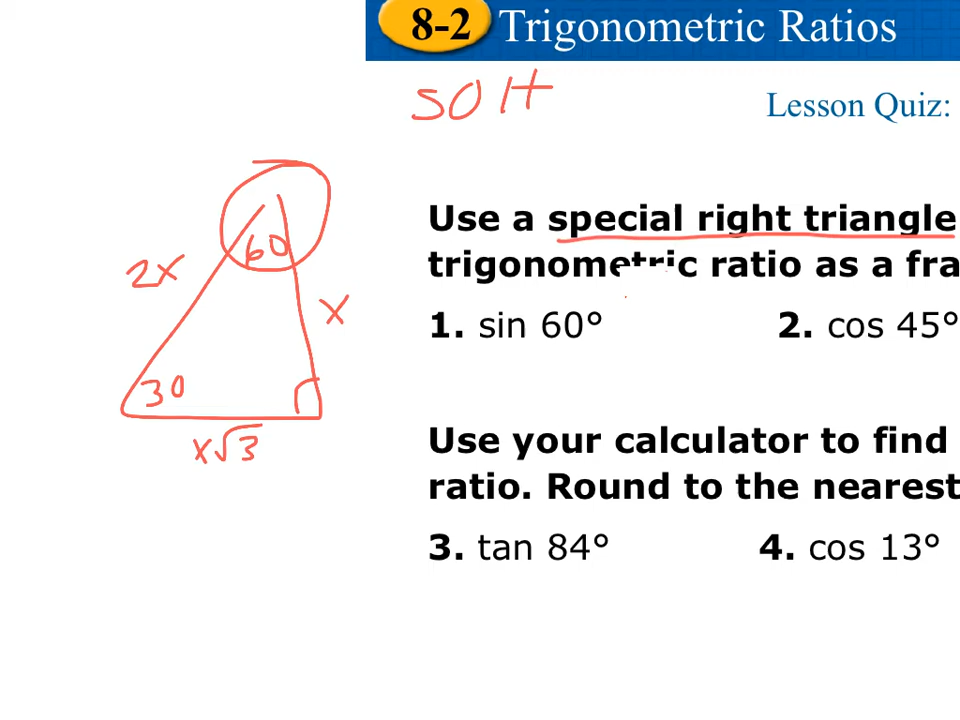 8-2 Trigonometric Ratios
SOH
Lesson Quiz:
60
2x
x
30
x√3
Use a special right triangle
trigonometric ratio as a fra
1. sin 60°
2. cos 45°
Use your calculator to find
ratio. Round to the nearest
3. tan 84°
4. cos 13°